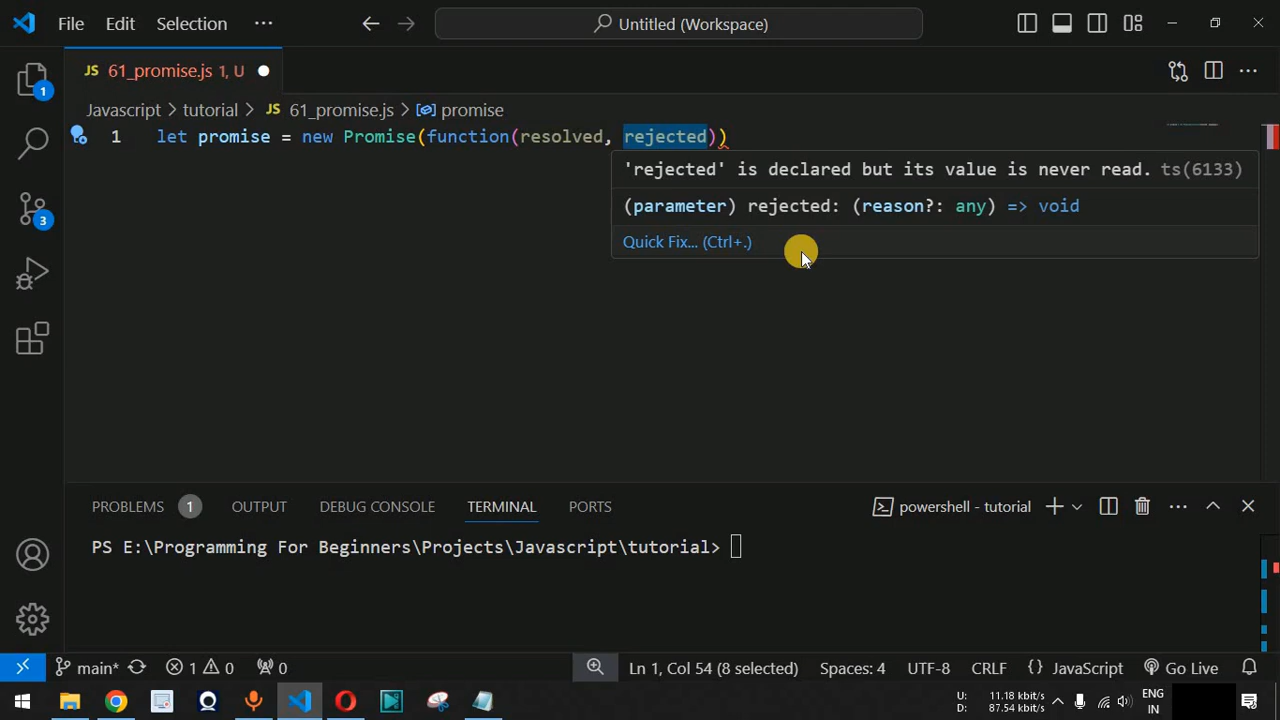 File Edit Selection ··· Untitled (Workspace)
JS 61_promise.js 1, U
Javascript > tutorial > JS 61_promise.js > promise
1 let promise = new Promise(function(resolved, rejected))
'rejected' is declared but its value is never read. ts(6133)
(parameter) rejected: (reason?: any) => void
Quick Fix... (Ctrl+.)
1
3
PROBLEMS 1 OUTPUT DEBUG CONSOLE TERMINAL PORTS powershell - tutorial
PS E:\Programming For Beginners\Projects\Javascript\tutorial>
main* 1 0 0 Ln 1, Col 54 (8 selected) Spaces: 4 UTF-8 CRLF {} JavaScript Go Live
U: 11.18 kbit/s ENG
D: 87.54 kbit/s IN